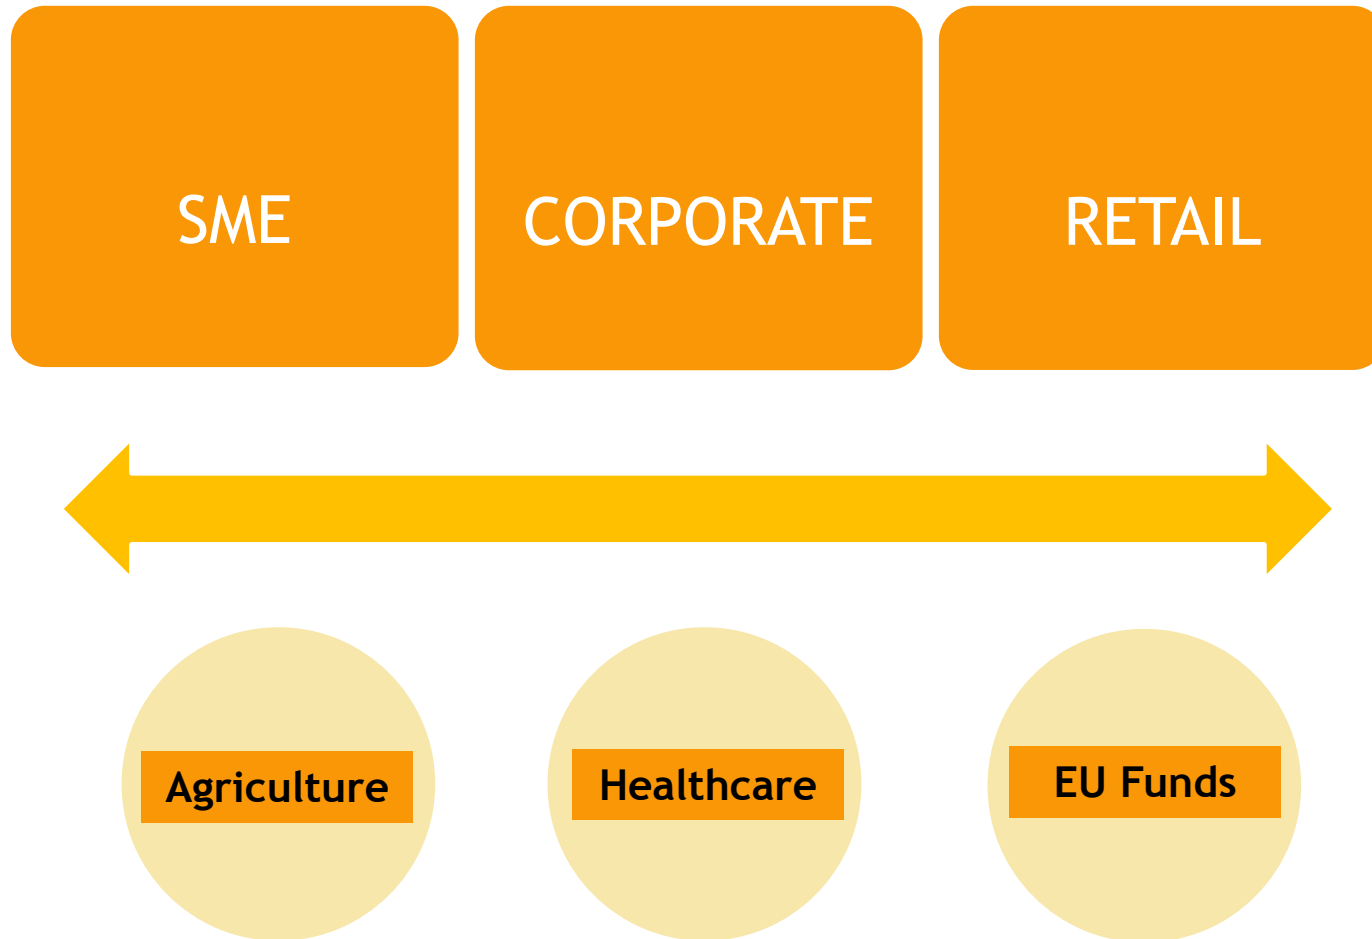 SME
CORPORATE
RETAIL
Agriculture
Healthcare
EU Funds